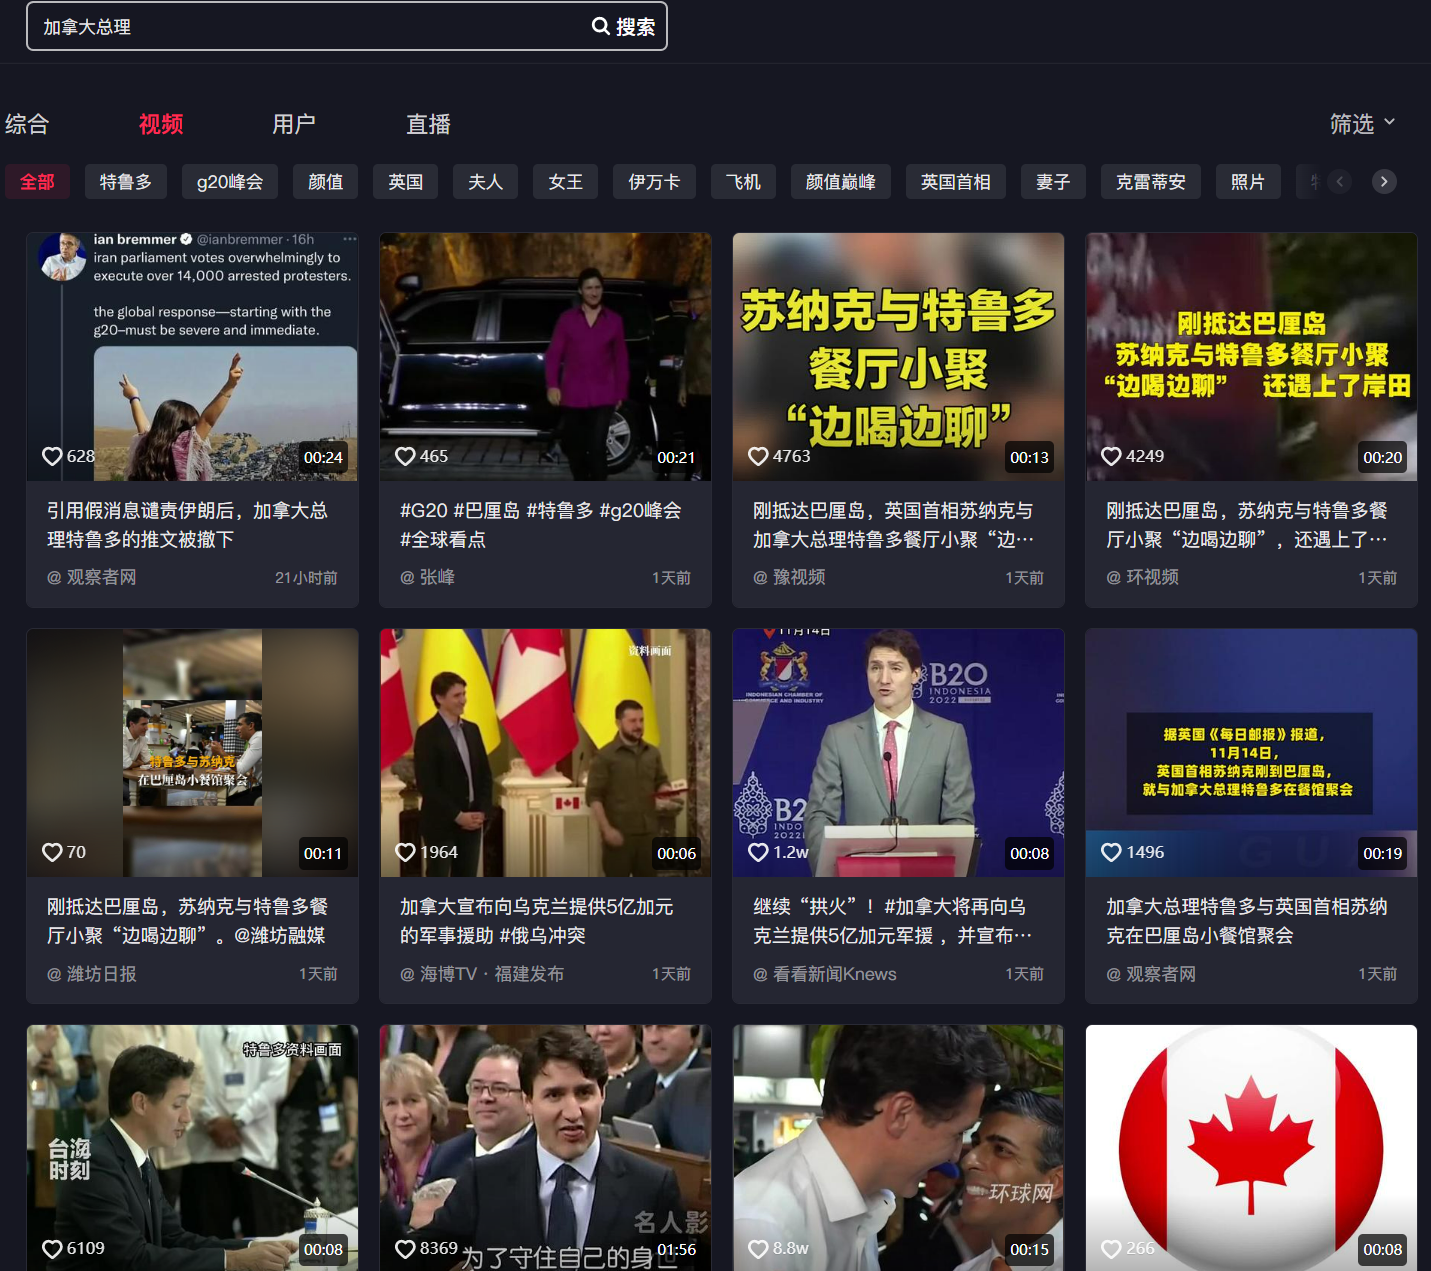 加拿大总理
搜索
综合
视频
用户
直播
筛选
全部
特鲁多
g20峰会
颜值
英国
夫人
女王
伊万卡
飞机
颜值巅峰
英国首相
妻子
克雷蒂安
照片
ian bremmer @ianbremmer · 16h
iran parliament votes overwhelmingly to
execute over 14,000 arrested protesters.
the global response—starting with the
g20–must be severe and immediate.
628
00:24
引用假消息谴责伊朗后，加拿大总
理特鲁多的推文被撤下
@ 观察者网
21小时前
465
00:21
#G20 #巴厘岛 #特鲁多 #g20峰会
#全球看点
@ 张峰
1天前
苏纳克与特鲁多
餐厅小聚
“边喝边聊”
4763
00:13
刚抵达巴厘岛，英国首相苏纳克与
加拿大总理特鲁多餐厅小聚“边…
@ 豫视频
1天前
刚抵达巴厘岛
苏纳克与特鲁多餐厅小聚
“边喝边聊” 还遇上了岸田
4249
00:20
刚抵达巴厘岛，苏纳克与特鲁多餐
厅小聚“边喝边聊”，还遇上了…
@ 环视频
1天前
特鲁多与苏纳克
在巴厘岛小餐馆聚会
70
00:11
刚抵达巴厘岛，苏纳克与特鲁多餐
厅小聚“边喝边聊”。@潍坊融媒
@ 潍坊日报
1天前
资料画面
1964
00:06
加拿大宣布向乌克兰提供5亿加元
的军事援助 #俄乌冲突
@ 海博TV · 福建发布
1天前
11月14日
INDONESIAN CHAMBER OF
COMMERCE AND INDUSTRY
B20
INDONESIA
2022
B2
INDO
2022
1.2w
00:08
继续“拱火”！#加拿大将再向乌
克兰提供5亿加元军援 ，并宣布…
@ 看看新闻Knews
1天前
据英国《每日邮报》报道，
11月14日，
英国首相苏纳克刚到巴厘岛，
就与加拿大总理特鲁多在餐馆聚会
1496
00:19
加拿大总理特鲁多与英国首相苏纳
克在巴厘岛小餐馆聚会
@ 观察者网
1天前
特鲁多资料画面
台海
时刻
6109
00:08
名人影
为了守住自己的身
8369
01:56
环球网
8.8w
00:15
266
00:08